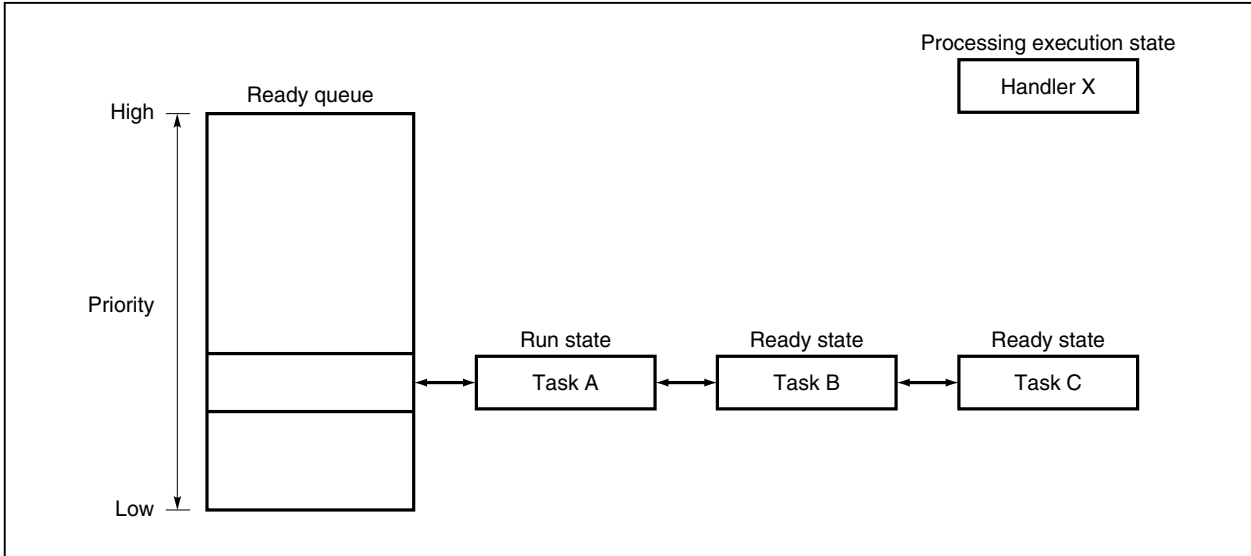 Processing execution state
Handler X
Ready queue
High
Priority
Run state
Ready state
Ready state
Task A
Task B
Task C
Low